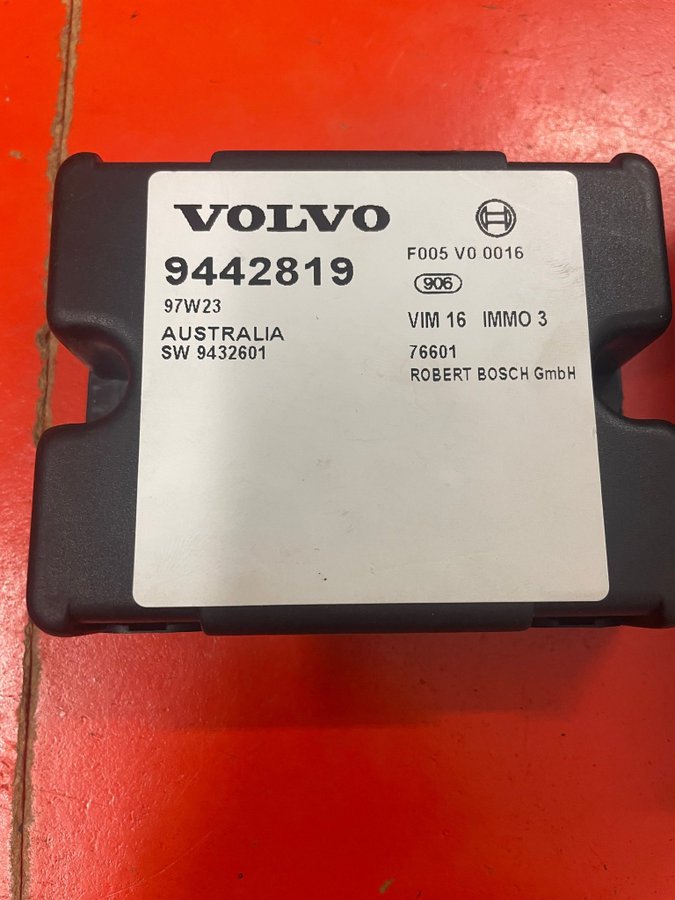 VOLVO
9442819
97W23
AUSTRALIA
SW 9432601
F005 V0 0016
906
VIM 16 IMMO 3
76601
ROBERT BOSCH GmbH